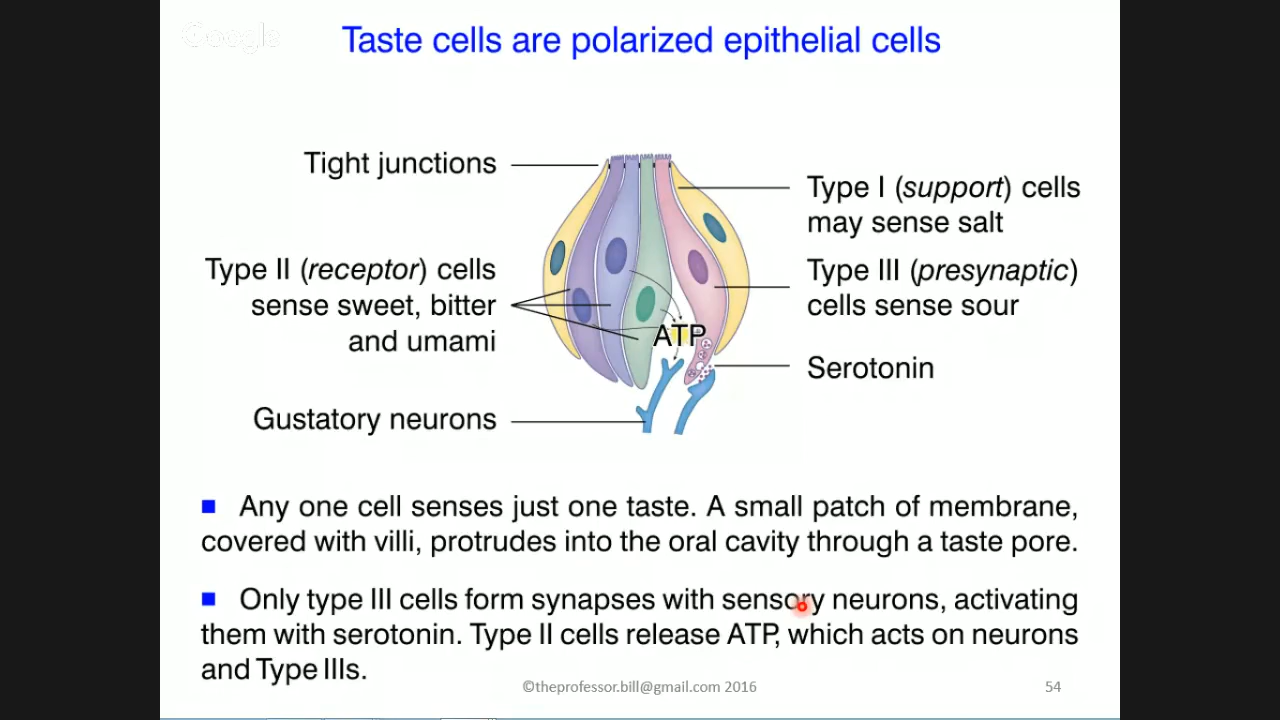 Google
Taste cells are polarized epithelial cells
Tight junctions
Type I (support) cells
may sense salt
Type II (receptor) cells
sense sweet, bitter
and umami
Type III (presynaptic)
cells sense sour
ATP
Serotonin
Gustatory neurons
Any one cell senses just one taste. A small patch of membrane,
covered with villi, protrudes into the oral cavity through a taste pore.
Only type III cells form synapses with sensory neurons, activating
them with serotonin. Type II cells release ATP, which acts on neurons
and Type IIIs.
©theprofessor.bill@gmail.com 2016
54